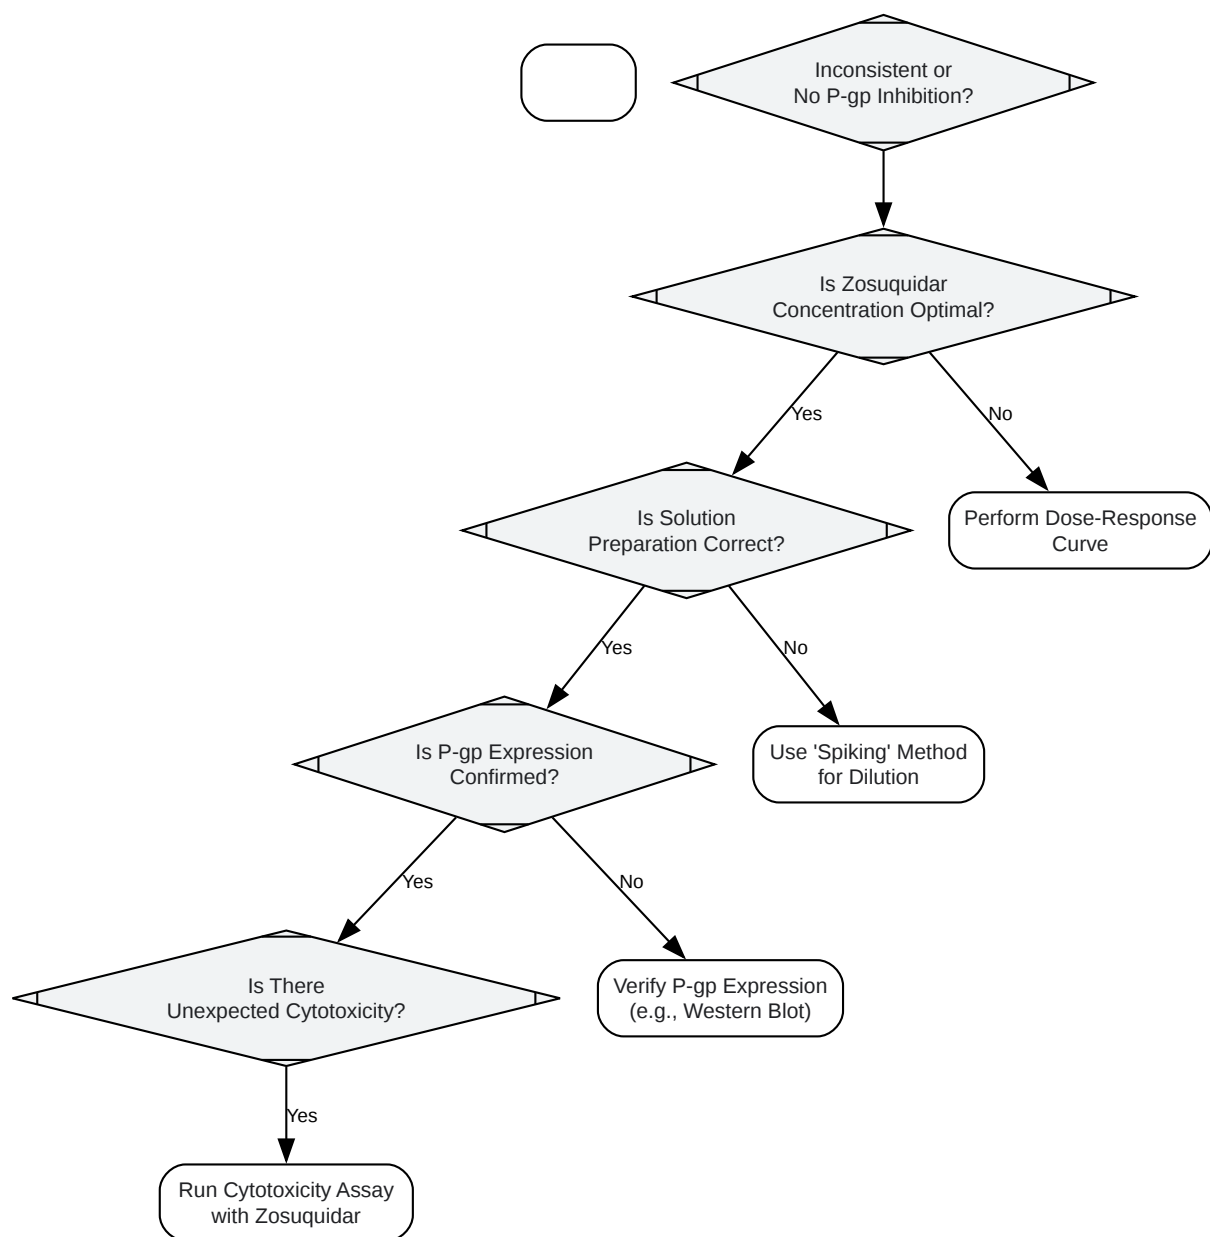 Inconsistent or
No P-gp Inhibition?
Is Zosuquidar
Concentration Optimal?
Yes
No
Is Solution
Preparation Correct?
Perform Dose-Response
Curve
Yes
No
Is P-gp Expression
Confirmed?
Use 'Spiking' Method
for Dilution
Yes
No
Is There
Unexpected Cytotoxicity?
Verify P-gp Expression
(e.g., Western Blot)
Yes
Run Cytotoxicity Assay
with Zosuquidar